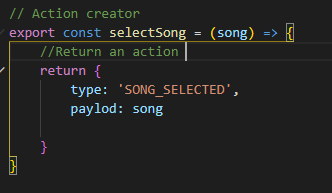 // Action creator
export const selectSong = (song) => {
//Return an action
return {
type: 'SONG_SELECTED',
paylod: song
}
}